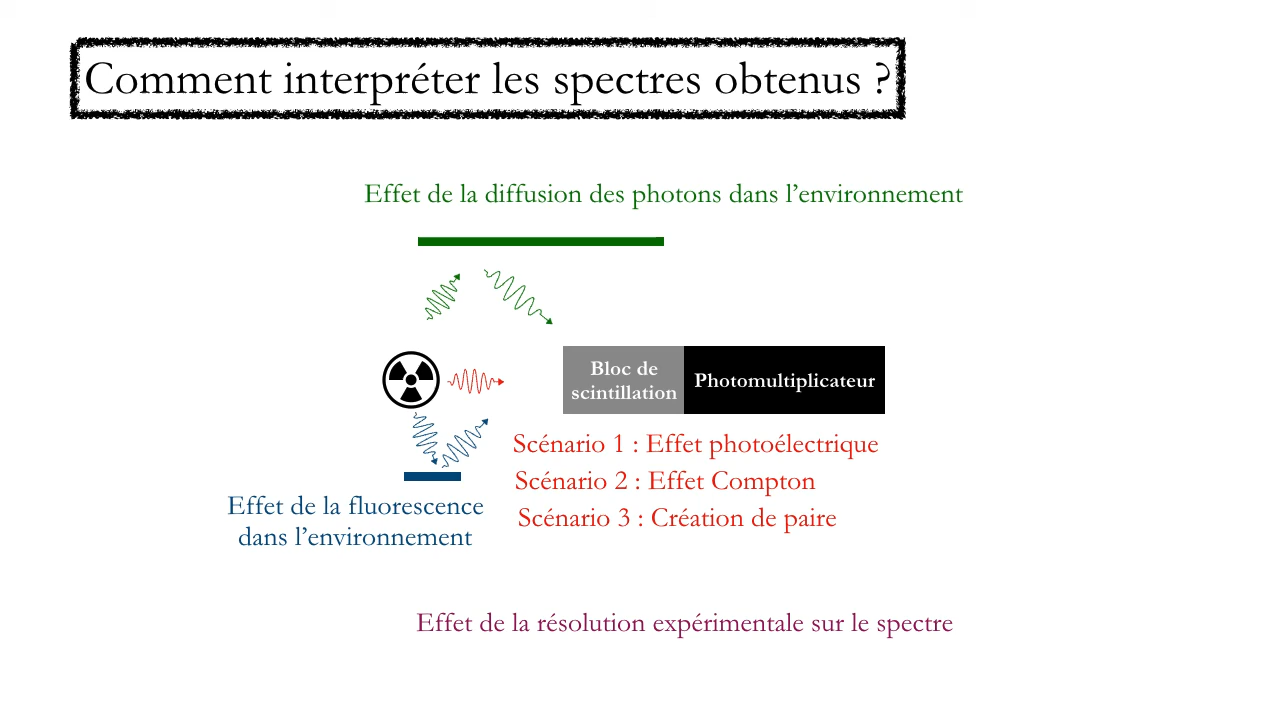 Comment interpréter les spectres obtenus ?
Effet de la diffusion des photons dans l’environnement
Bloc de
scintillation
Photomultiplicateur
Scénario 1 : Effet photoélectrique
Scénario 2 : Effet Compton
Scénario 3 : Création de paire
Effet de la fluorescence
dans l’environnement
Effet de la résolution expérimentale sur le spectre